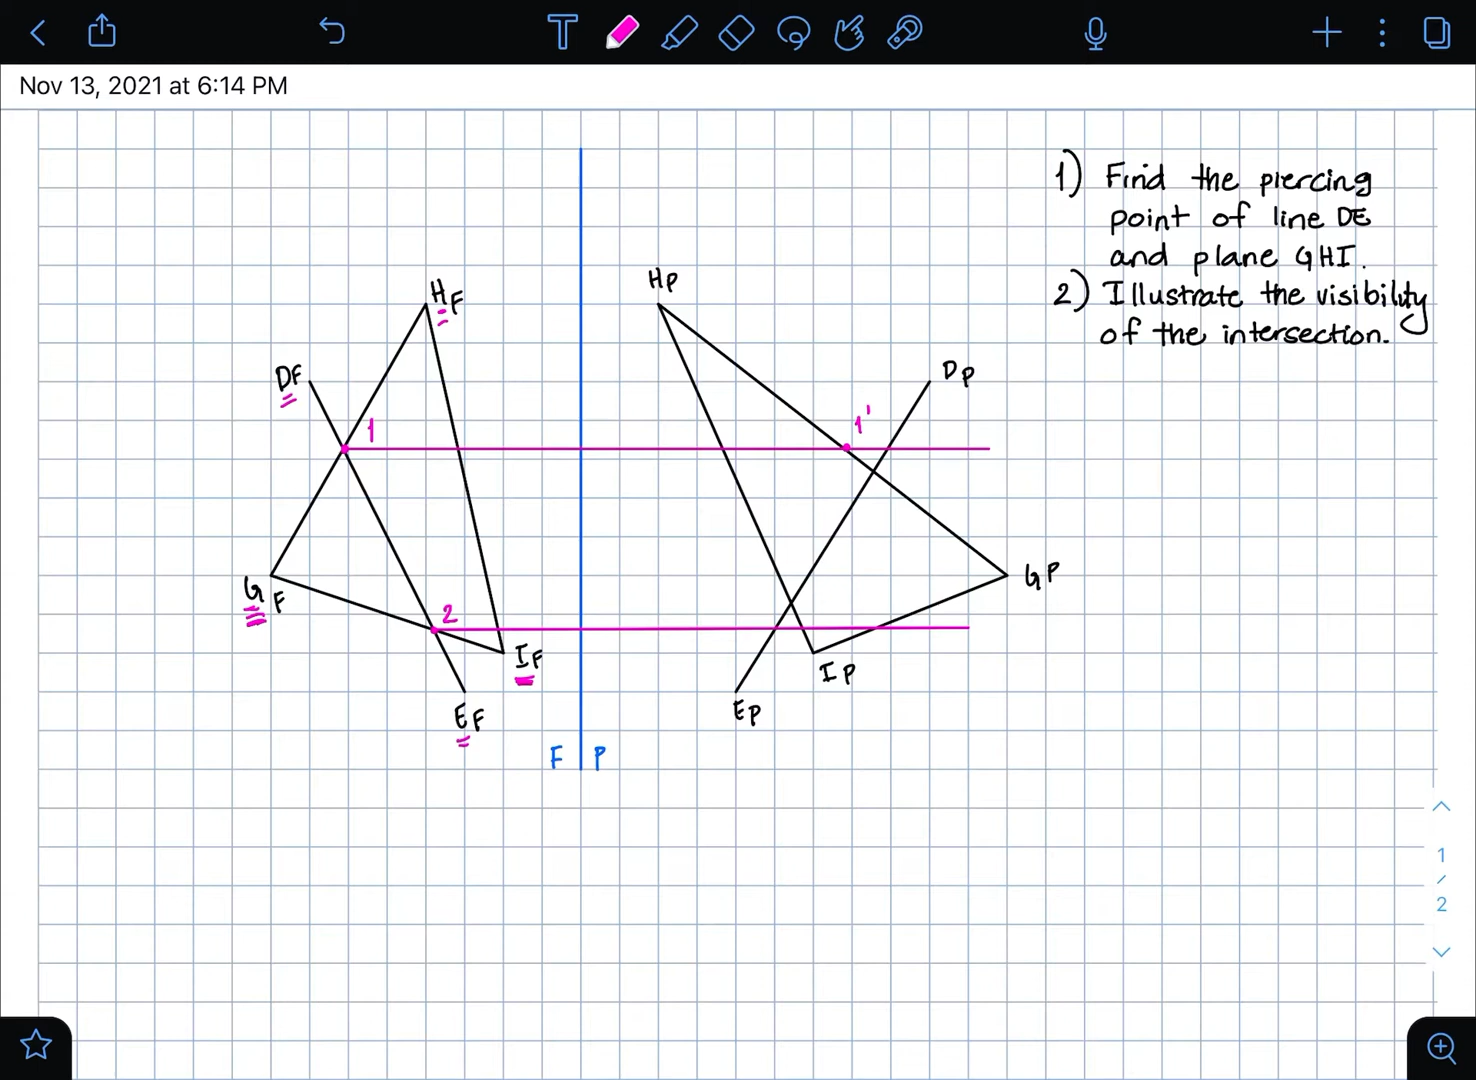 T
Nov 13, 2021 at 6:14 PM
1) Find the piercing
point of line DE
and plane GHI.
2) Illustrate the visibility
of the intersection.
HF
HP
DF
DP
1
1'
GF
GP
2
IF
IP
EF
EP
F
P
1
/
2